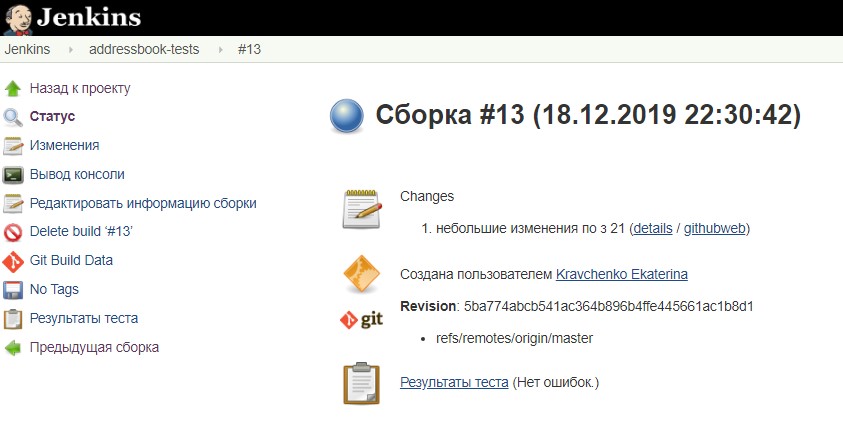 Jenkins
Jenkins addressbook-tests #13
Назад к проекту
Статус
Изменения
Вывод консоли
Редактировать информацию сборки
Delete build ‘#13’
Git Build Data
No Tags
Результаты теста
Предыдущая сборка
Сборка #13 (18.12.2019 22:30:42)
Changes
1. небольшие изменения по з 21 (details / githubweb)
Создана пользователем Kravchenko Ekaterina
Revision: 5ba774abcb541ac364b896b4ffe445661ac1b8d1
git
• refs/remotes/origin/master
Результаты теста (Нет ошибок.)